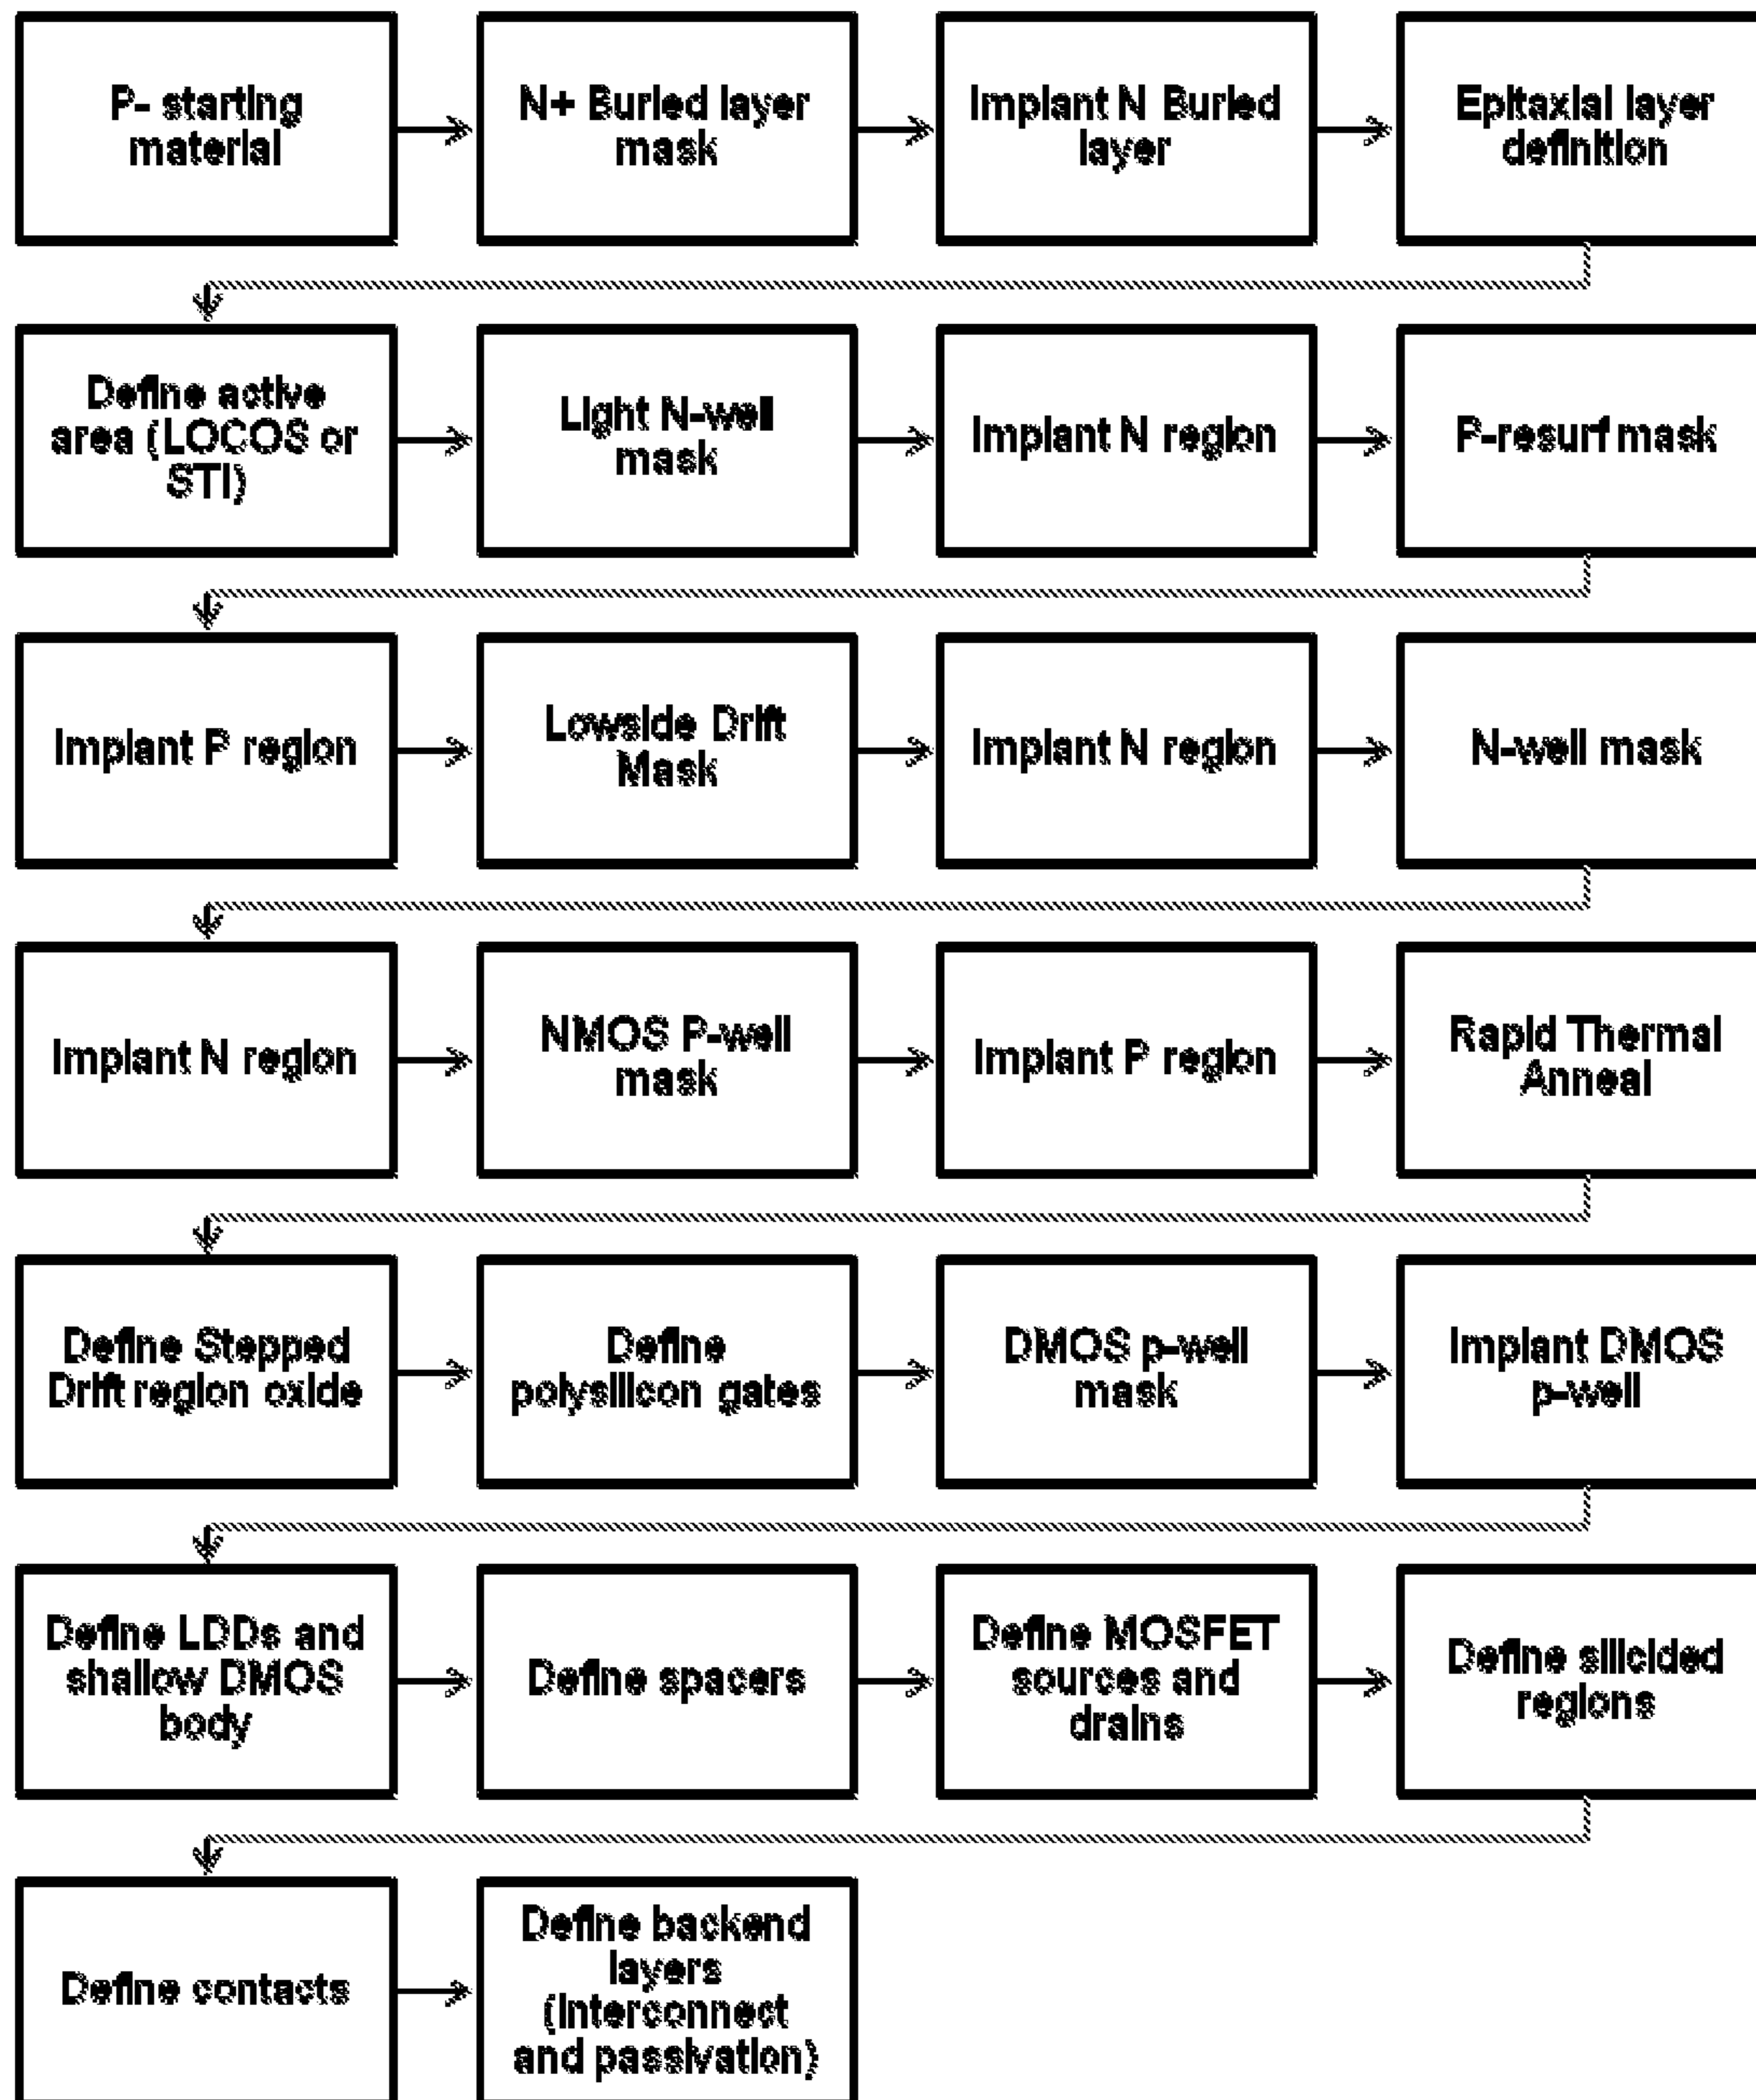 P- starting
material
N+ Buried layer
mask
Implant N Buried
layer
Epitaxial layer
definition
Define active
area (LOCOS or
STI)
Light N-well
mask
Implant N region
P-resurf mask
Implant P region
Lowside Drift
Mask
Implant N region
N-well mask
Implant N region
NMOS P-well
mask
Implant P region
Rapid Thermal
Anneal
Define Stepped
Drift region oxide
Define
polysilicon gates
DMOS p-well
mask
Implant DMOS
p-well
Define LDDs and
shallow DMOS
body
Define spacers
Define MOSFET
sources and
drains
Define silicided
regions
Define contacts
Define backend
layers
(Interconnect
and passivation)